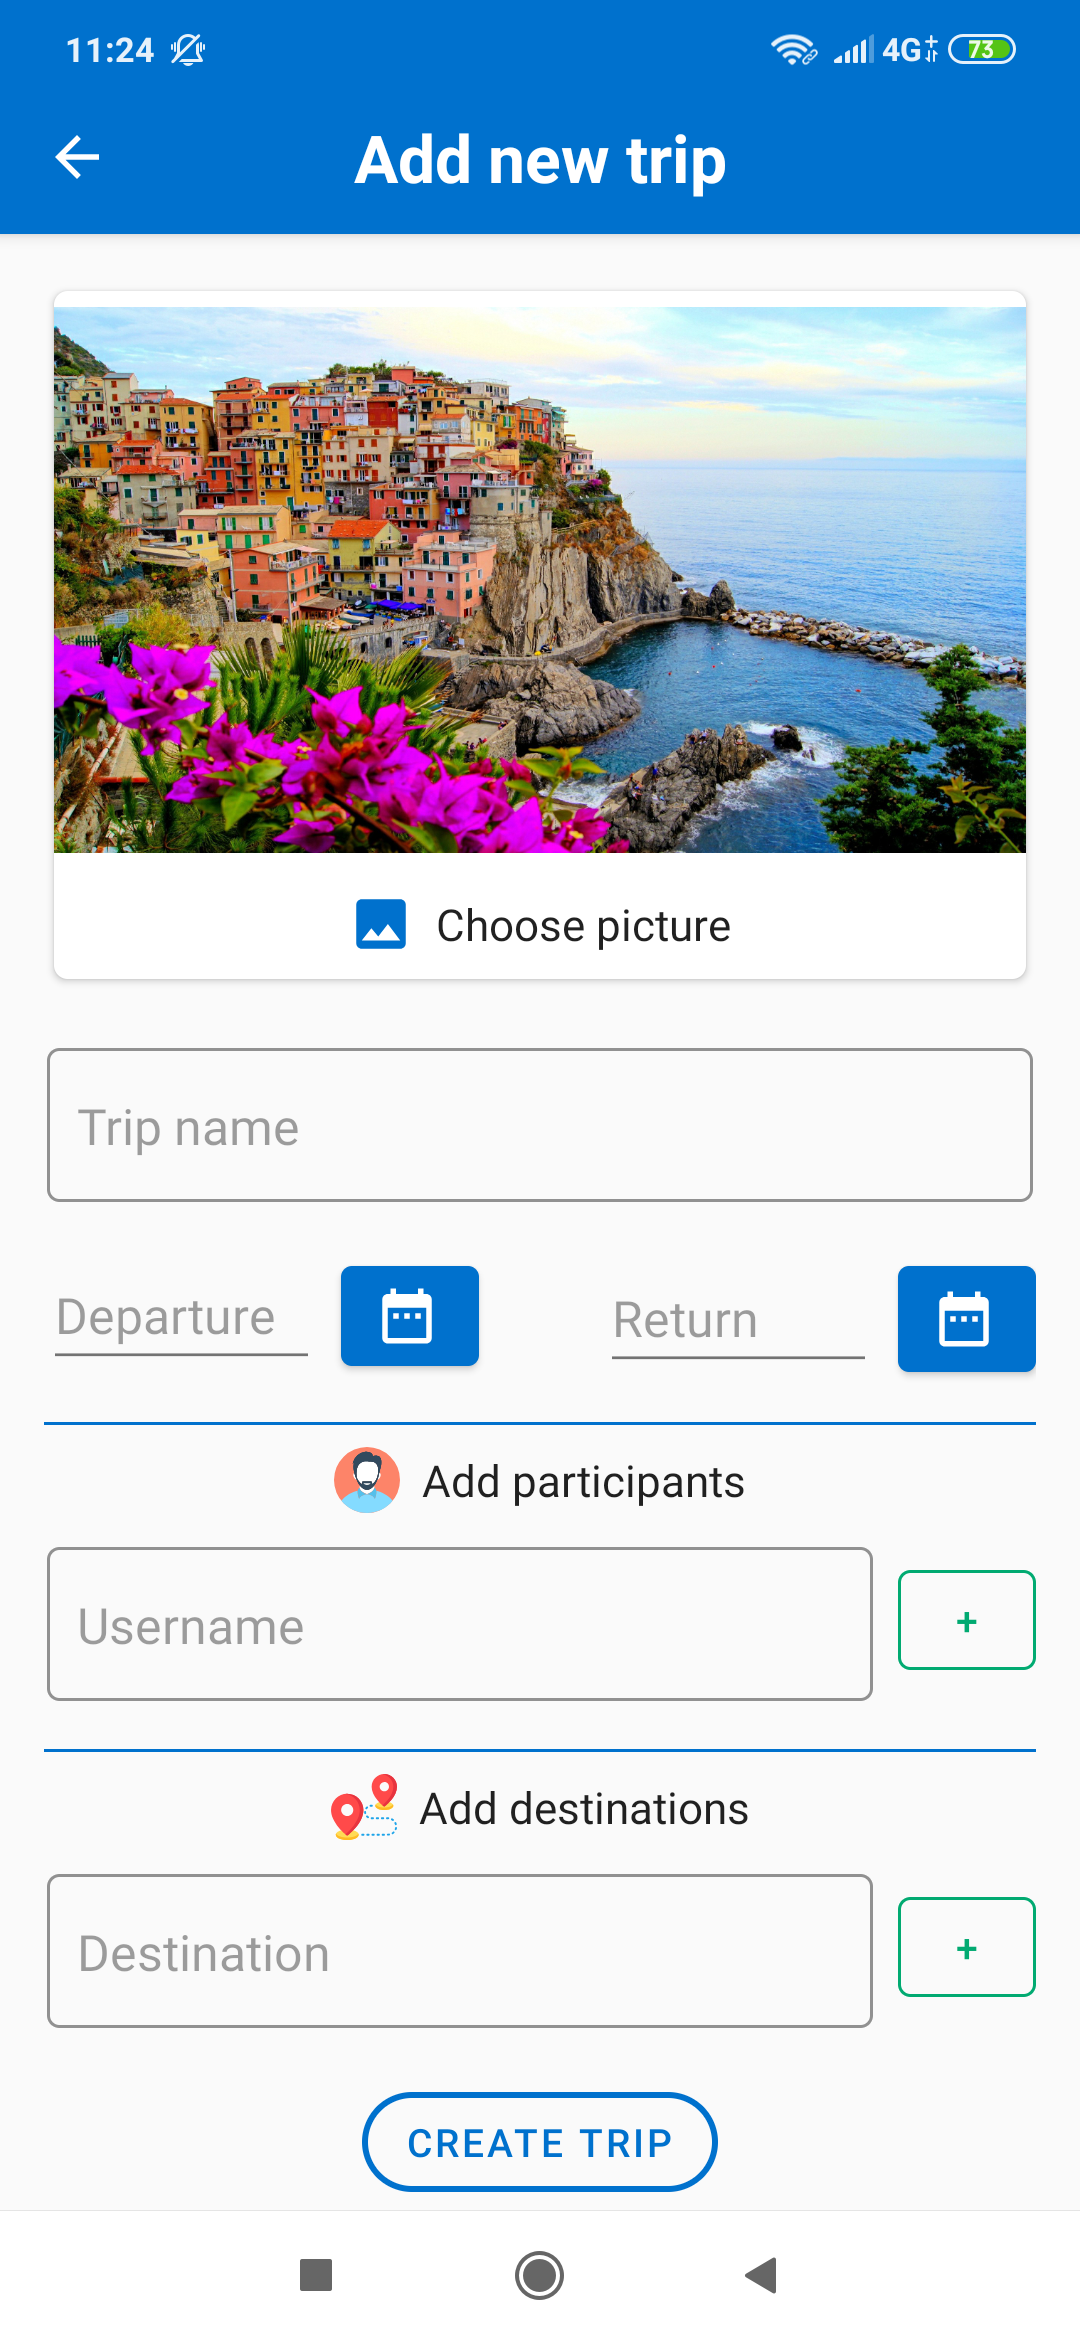 11:24 4G 73
Add new trip
Choose picture
Trip name
Departure Return
Add participants
Username +
Add destinations
Destination +
CREATE TRIP